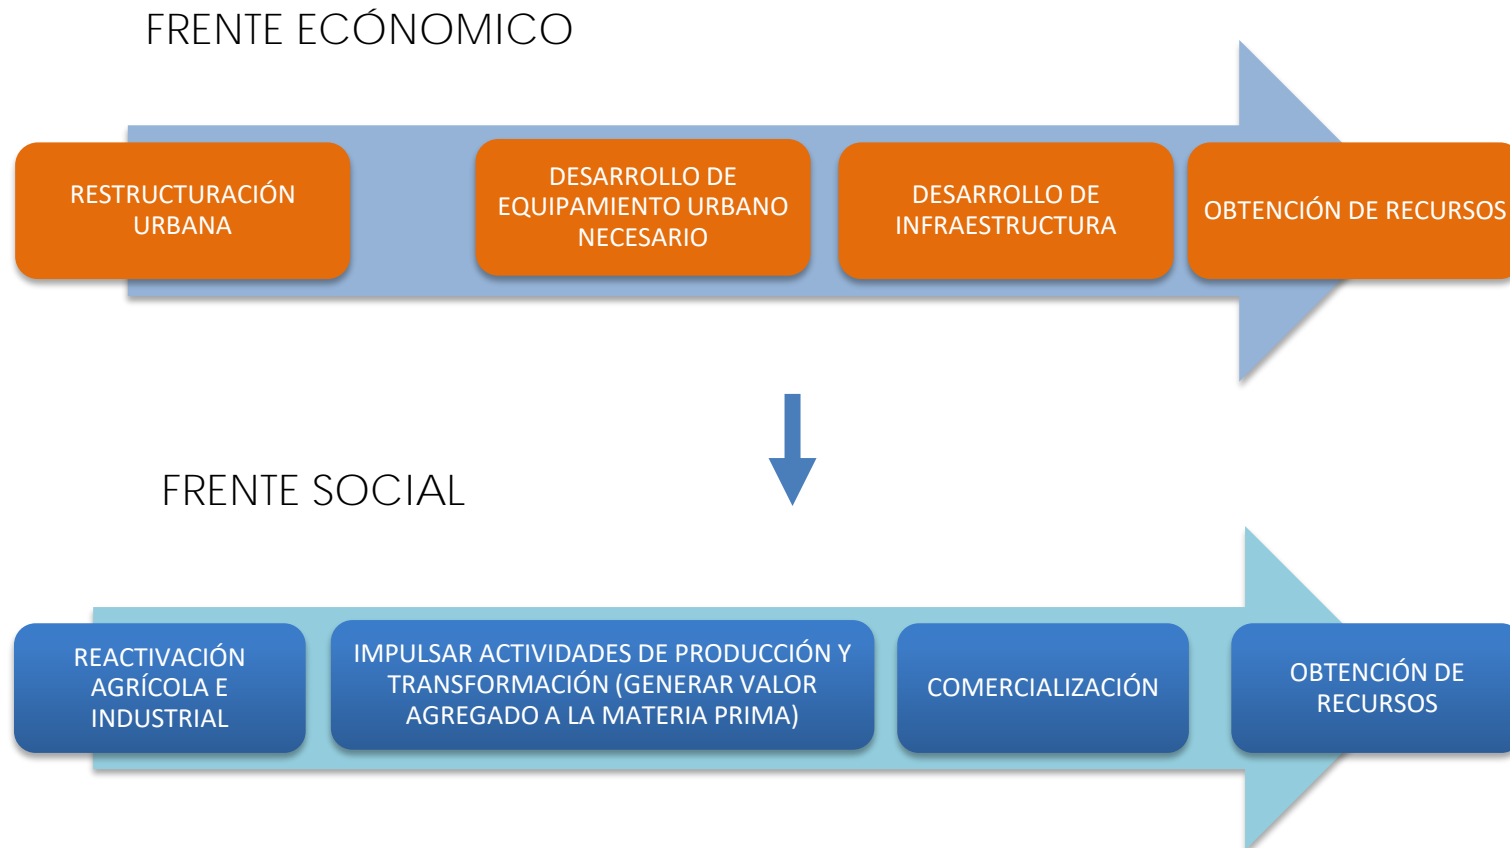 FRENTE ECÓNOMICO
RESTRUCTURACIÓN
URBANA
DESARROLLO DE
EQUIPAMIENTO URBANO
NECESARIO
DESARROLLO DE
INFRAESTRUCTURA
OBTENCIÓN DE RECURSOS
FRENTE SOCIAL
REACTIVACIÓN
AGRÍCOLA E
INDUSTRIAL
IMPULSAR ACTIVIDADES DE PRODUCCIÓN Y
TRANSFORMACIÓN (GENERAR VALOR
AGREGADO A LA MATERIA PRIMA)
COMERCIALIZACIÓN
OBTENCIÓN DE
RECURSOS